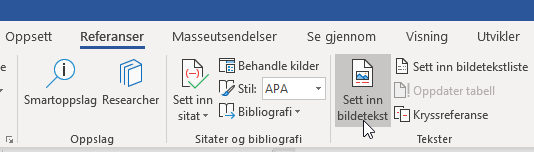 Oppsett Referanser Masseutsendelser Se gjennom Visning Utvikler
Smartoppslag Researcher
Oppslag
Sett inn
sitat
Behandle kilder
Stil: APA
Bibliografi
Sitater og bibliografi
Sett inn
bildetekst
Sett inn bildetekstliste
Oppdater tabell
Kryssreferanse
Tekster